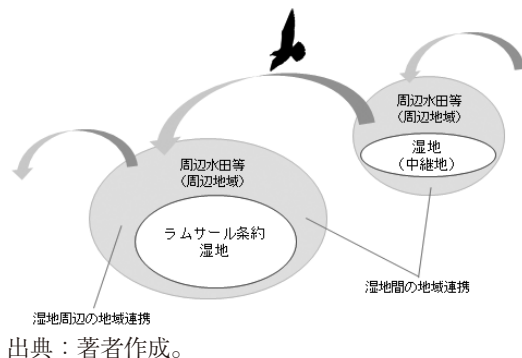 周辺水田等
（周辺地域）
湿地
（中継地）
周辺水田等
（周辺地域）
ラムサール条約
湿地
湿地間の地域連携
湿地周辺の地域連携
出典：著者作成。